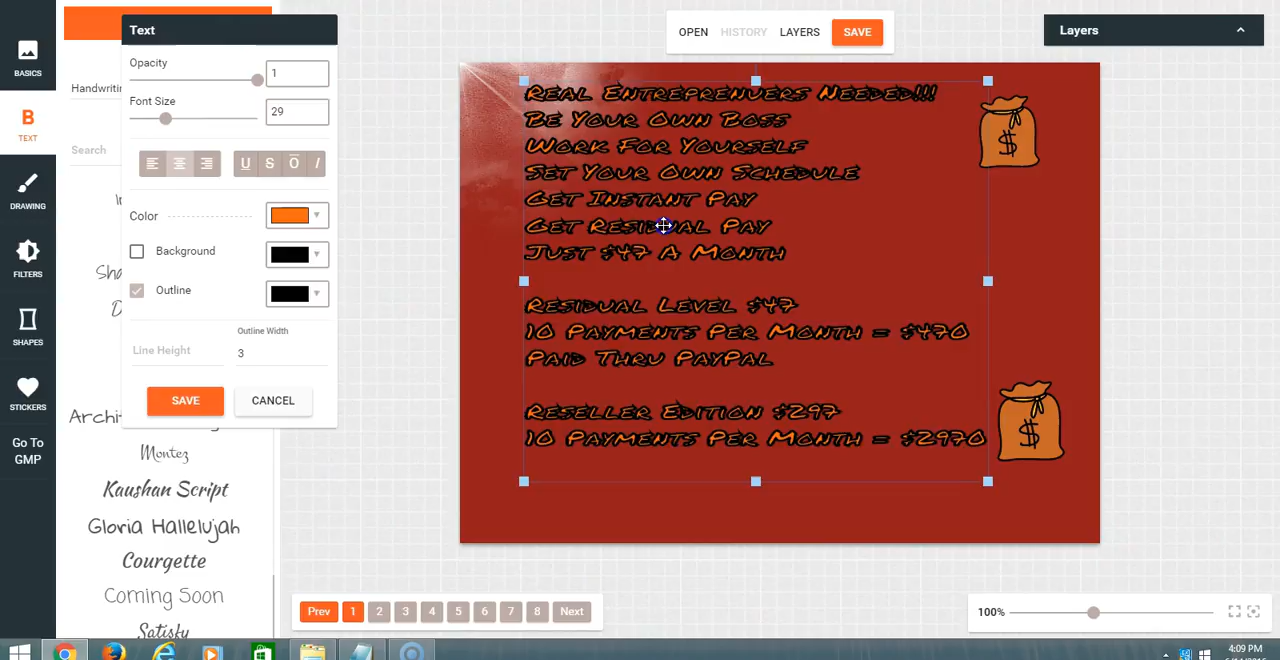 Text
OPEN HISTORY LAYERS SAVE
Layers
BASICS
B
TEXT
DRAWING
FILTERS
SHAPES
STICKERS
Go To
GMP
Search
Opacity
1
Font Size
29
U S O I
Color
Background
Outline
Outline Width
Line Height
3
SAVE CANCEL
Montez
Kaushan Script
Gloria Hallelujah
Courgette
Coming Soon
Satisfy
Real Entreprenuers Needed!!!
Be Your Own Boss
Work For Yourself
Set Your Own Schedule
Get Instant Pay
Get Residual Pay
Just $47 A Month
Residual Level $47
10 Payments Per Month = $470
Paid Thru PayPal
Reseller Edition $297
10 Payments Per Month = $2970
$
$
Prev 1 2 3 4 5 6 7 8 Next
100%
4:09 PM